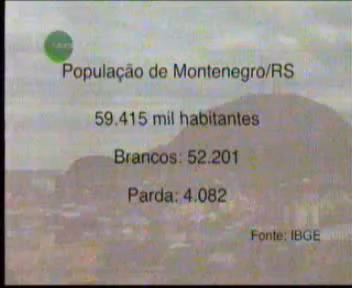 População de Montenegro/RS
59.415 mil habitantes
Brancos: 52.201
Parda: 4.082
Fonte: IBGE